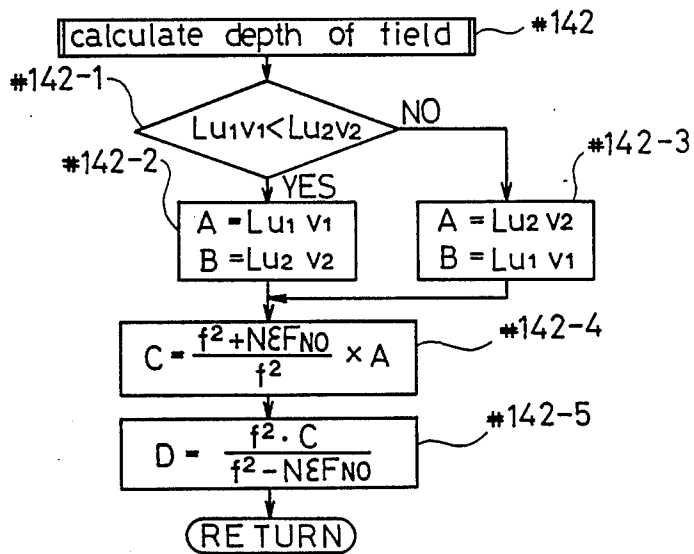 calculate depth of field
#142
#142-1
Lu₁v₁<Lu₂v₂
NO
#142-2
YES
#142-3
A = Lu₁ v₁
B = Lu₂ v₂
A = Lu₂ v₂
B = Lu₁ v₁
#142-4
C = (f² + NεFNO) / f² × A
#142-5
D = f² · C / (f² - NεFNO)
RETURN